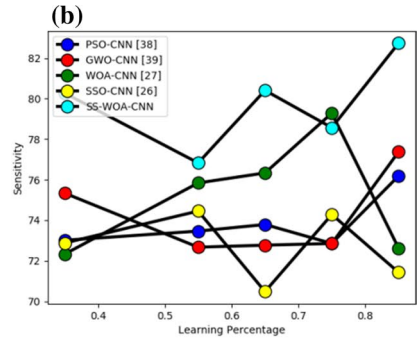 (b)
PSO-CNN [38]
GWO-CNN [39]
WOA-CNN [27]
SSO-CNN [26]
SS-WOA-CNN
82
80
78
76
74
72
70
Sensitivity
0.4 0.5 0.6 0.7 0.8
Learning Percentage